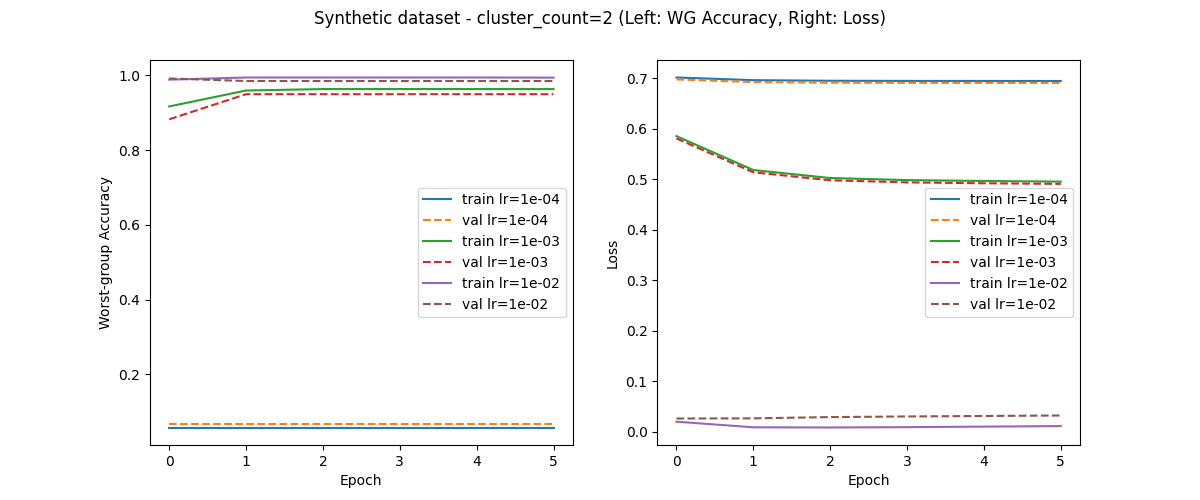 Synthetic dataset - cluster_count=2 (Left: WG Accuracy, Right: Loss)
Worst-group Accuracy
1.0
0.8
0.6
0.4
0.2
0 1 2 3 4 5
Epoch
train lr=1e-04
val lr=1e-04
train lr=1e-03
val lr=1e-03
train lr=1e-02
val lr=1e-02
Loss
0.7
0.6
0.5
0.4
0.3
0.2
0.1
0.0
0 1 2 3 4 5
Epoch
train lr=1e-04
val lr=1e-04
train lr=1e-03
val lr=1e-03
train lr=1e-02
val lr=1e-02